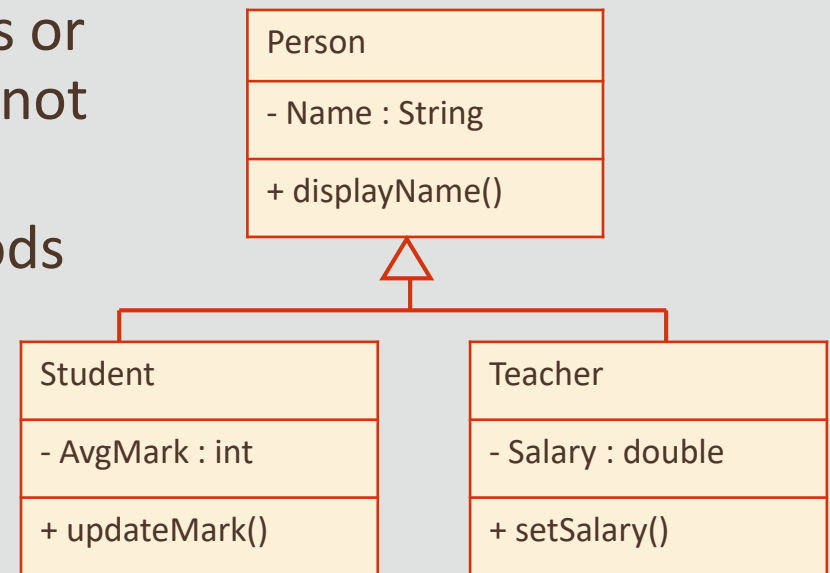 s or
not
ods
Person
- Name : String
+ displayName()
Student
- AvgMark : int
+ updateMark()
Teacher
- Salary : double
+ setSalary()